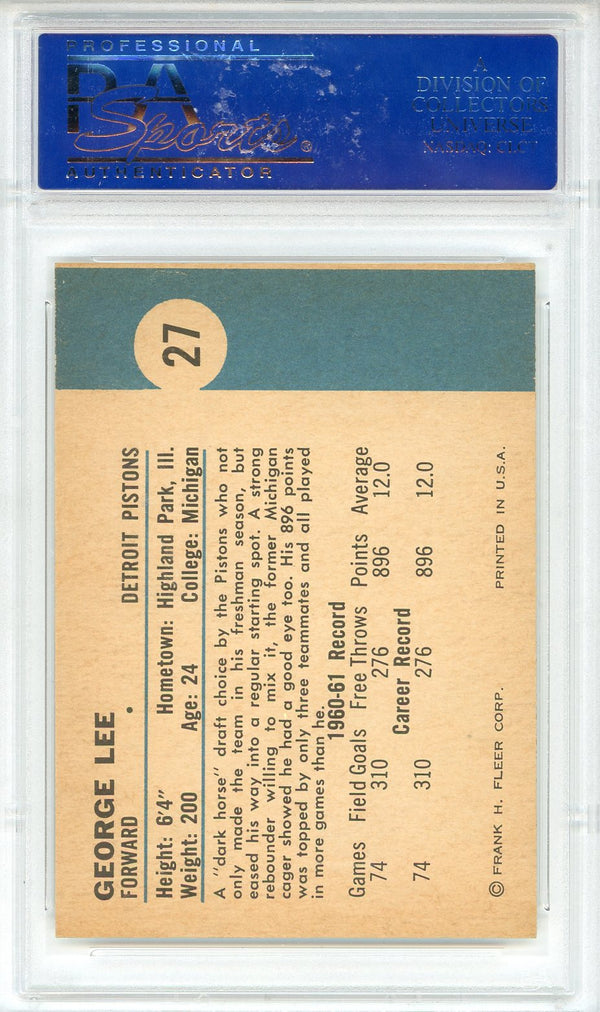 PROFESSIONAL
PSA
Sports®
AUTHENTICATOR
A
DIVISION OF
COLLECTORS
UNIVERSE
NASDAQ: CLCT
27
GEORGE LEE
FORWARD DETROIT PISTONS
Height: 6'4" Hometown: Highland Park, Ill.
Weight: 200 Age: 24 College: Michigan
A "dark horse" draft choice by the Pistons who not
only made the team in his freshman season, but
eased his way into a regular starting spot. A strong
rebounder willing to mix it, the former Michigan
cager showed he had a good eye too. His 896 points
was topped by only three teammates and all played
in more games than he.
1960-61 Record
Games Field Goals Free Throws Points Average
74 310 276 896 12.0
Career Record
74 310 276 896 12.0
© FRANK H. FLEER CORP. PRINTED IN U.S.A.